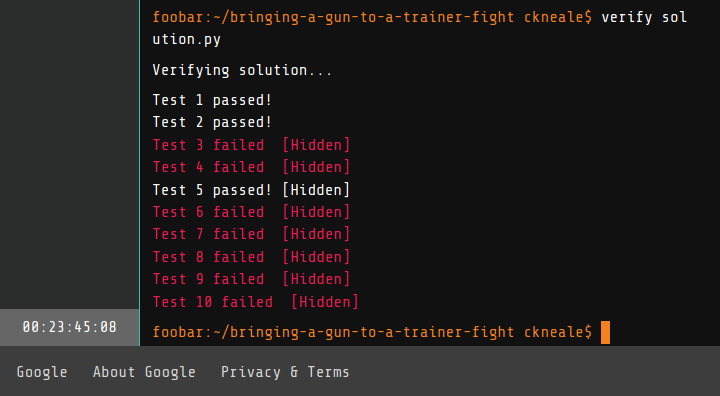 foobar:~/bringing-a-gun-to-a-trainer-fight ckneale$ verify sol
ution.py
Verifying solution...
Test 1 passed!
Test 2 passed!
Test 3 failed  [Hidden]
Test 4 failed  [Hidden]
Test 5 passed! [Hidden]
Test 6 failed  [Hidden]
Test 7 failed  [Hidden]
Test 8 failed  [Hidden]
Test 9 failed  [Hidden]
Test 10 failed  [Hidden]
00:23:45:08
foobar:~/bringing-a-gun-to-a-trainer-fight ckneale$
Google   About Google   Privacy & Terms